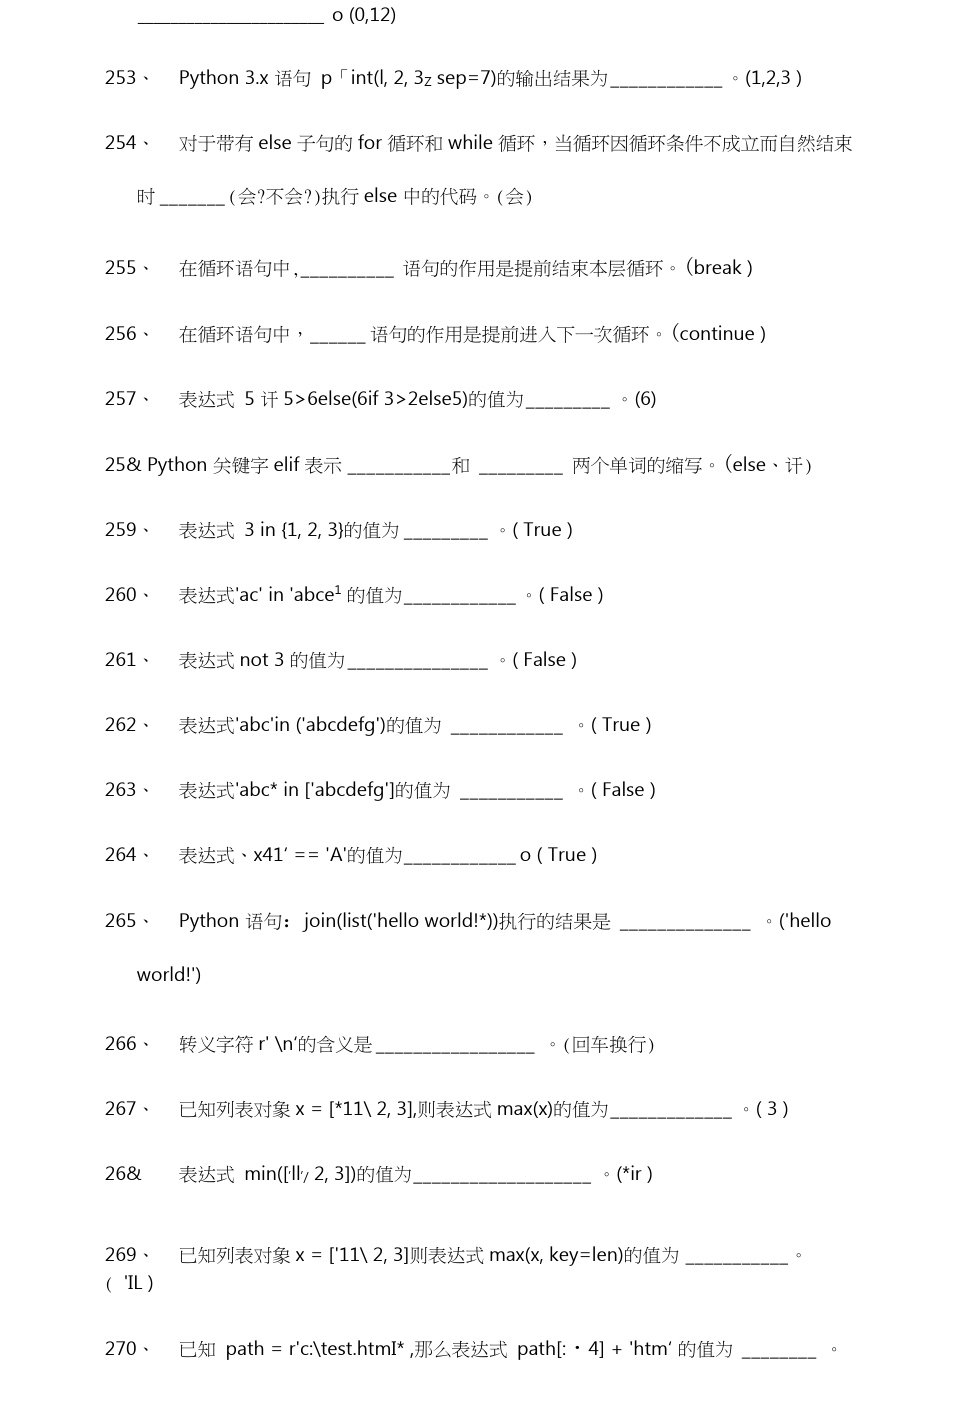 ____________________ o (0,12)
253、 Python 3.x 语句 p「int(l, 2, 3z sep=7)的输出结果为____________ 。(1,2,3 )
254、 对于带有 else 子句的 for 循环和 while 循环，当循环因循环条件不成立而自然结束
时 _______(会?不会?)执行 else 中的代码。(会)
255、 在循环语句中,__________ 语句的作用是提前结束本层循环。（break )
256、 在循环语句中，______ 语句的作用是提前进入下一次循环。（continue )
257、 表达式 5 讦 5>6else(6if 3>2else5)的值为_________ 。(6)
25& Python 关键字 elif 表示 ___________和 _________ 两个单词的缩写。（else、讦)
259、 表达式 3 in {1, 2, 3}的值为 _________ 。( True )
260、 表达式'ac' in 'abce¹ 的值为____________ 。( False )
261、 表达式 not 3 的值为_______________ 。( False )
262、 表达式'abc'in ('abcdefg')的值为 ____________ 。( True )
263、 表达式'abc* in ['abcdefg']的值为 ___________ 。( False )
264、 表达式、x41‘ == 'A'的值为____________ o ( True )
265、 Python 语句：join(list('hello world!*))执行的结果是 ______________ 。('hello
world!')
266、 转义字符 r' \n‘的含义是 _________________ 。(回车换行)
267、 已知列表对象 x = [*11\ 2, 3],则表达式 max(x)的值为_____________ 。( 3 )
26& 表达式 min(['ll'/ 2, 3])的值为___________________ 。(*ir )
269、 已知列表对象 x = ['11\ 2, 3]则表达式 max(x, key=len)的值为 ___________。
( 'IL )
270、 已知 path = r'c:\test.htmI* ,那么表达式 path[:・4] + 'htm‘ 的值为 ________ 。